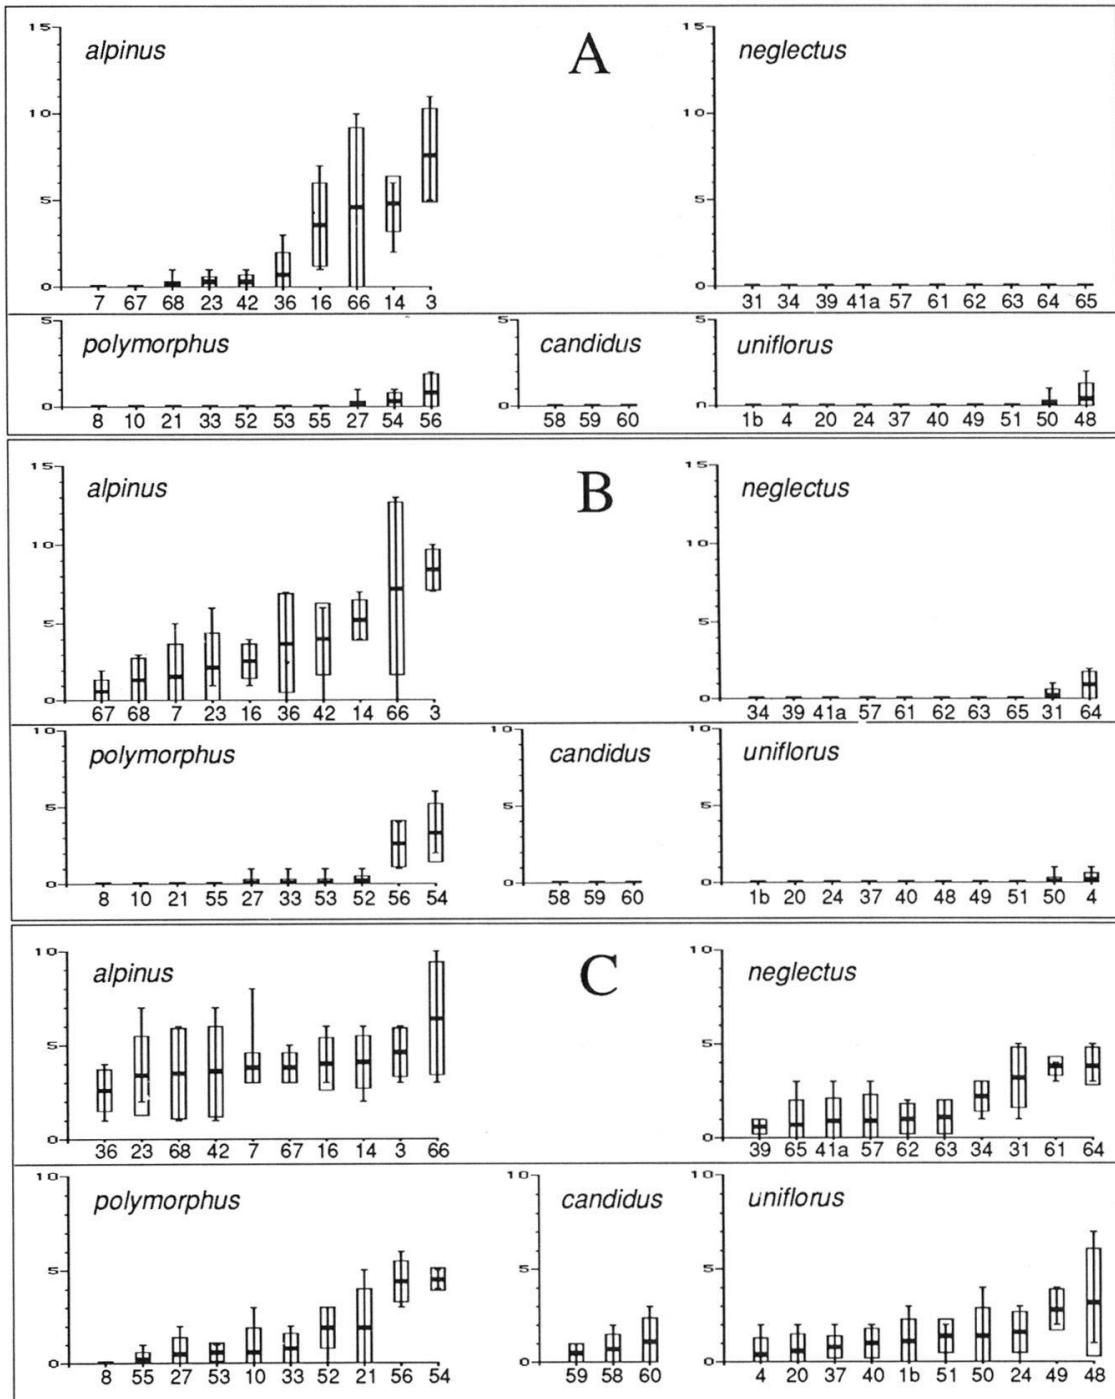 15
10
5
0
alpinus
7 67 68 23 42 36 16 66 14 3
A
15
10
5
0
neglectus
31 34 39 41a 57 61 62 63 64 65
5
0
polymorphus
8 10 21 33 52 53 55 27 54 56
5
0
candidus
58 59 60
5
0
uniflorus
1b 4 20 24 37 40 49 51 50 48
15
10
5
0
alpinus
67 68 7 23 16 36 42 14 66 3
B
15
10
5
0
neglectus
34 39 41a 57 61 62 63 65 31 64
10
5
0
polymorphus
8 10 21 55 27 33 53 52 56 54
10
5
0
candidus
58 59 60
10
5
0
uniflorus
1b 20 24 37 40 48 49 51 50 4
10
5
0
alpinus
36 23 68 42 7 67 16 14 3 66
C
10
5
0
neglectus
39 65 41a 57 62 63 34 31 61 64
10
5
0
polymorphus
8 55 27 53 10 33 52 21 56 54
10
5
0
candidus
59 58 60
10
5
0
uniflorus
4 20 37 40 1b 51 50 24 49 48